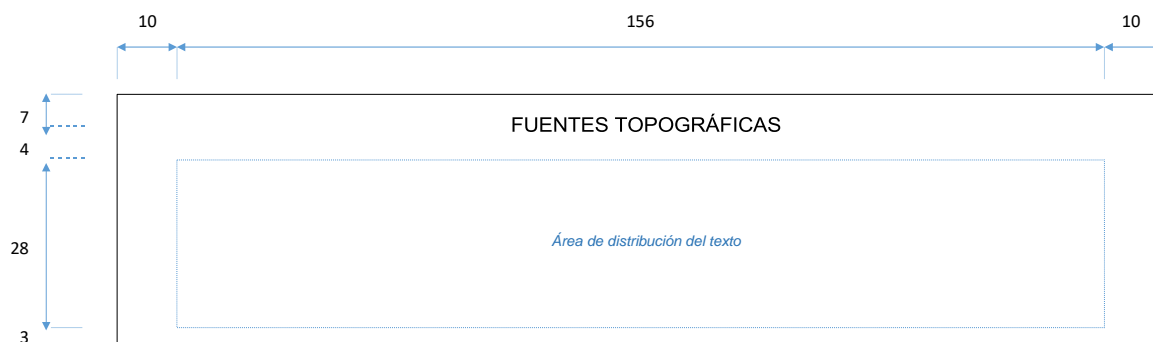 10 156 10
7
FUENTES TOPOGRÁFICAS
4
28
Área de distribución del texto
3